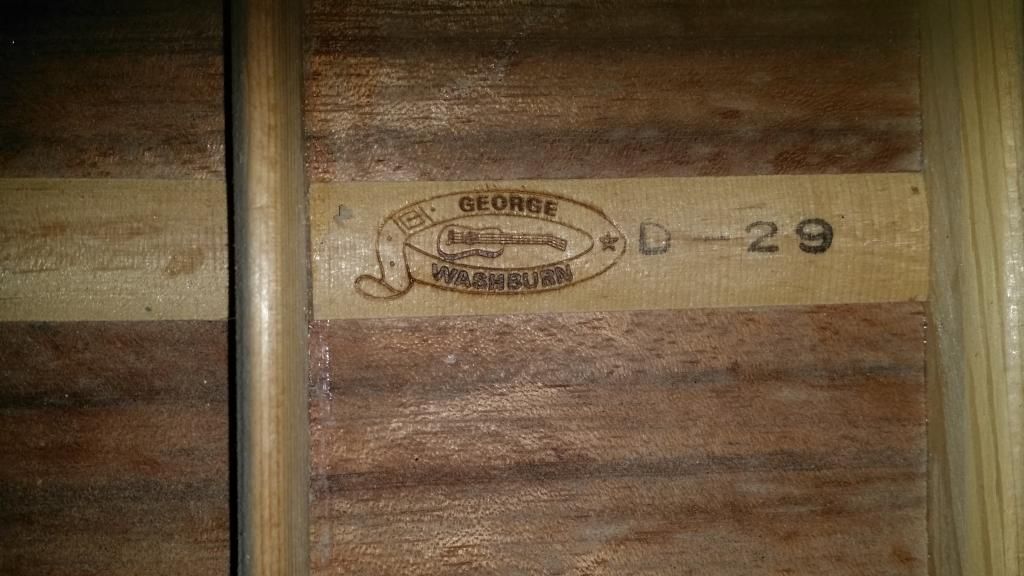 GEORGE
WASHBURN
D - 29